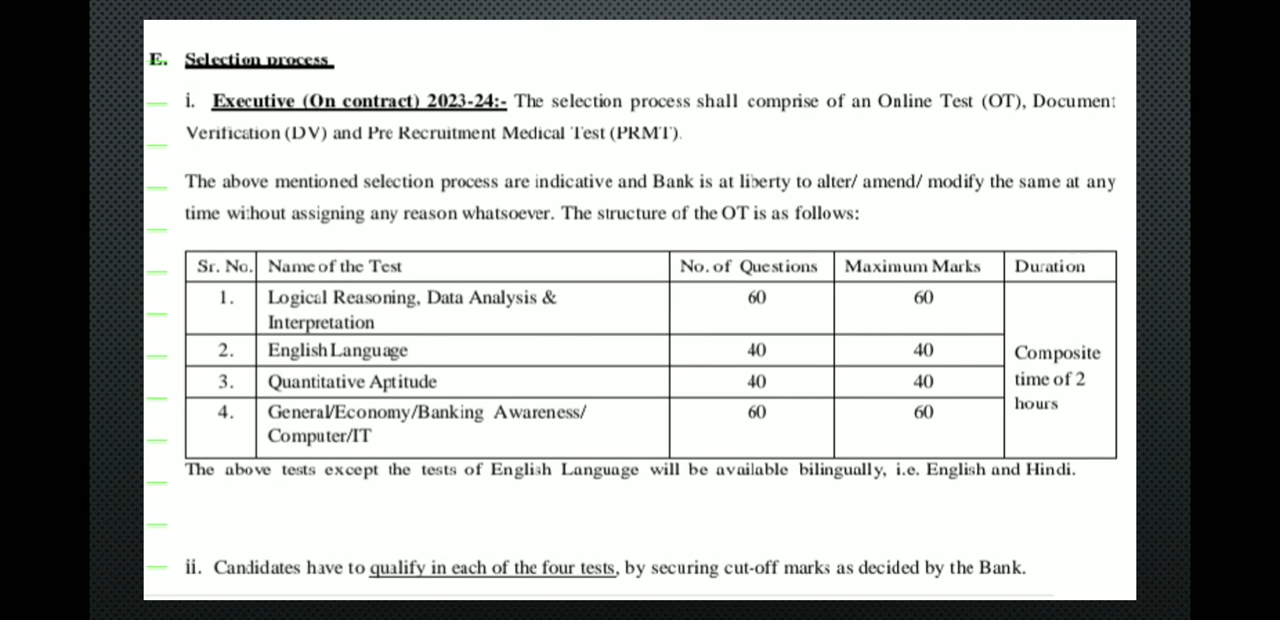 E. Selection process
i. Executive (On contract) 2023-24:- The selection process shall comprise of an Online Test (OT), Document
Verification (DV) and Pre Recruitment Medical Test (PRMT).
The above mentioned selection process are indicative and Bank is at liberty to alter/ amend/ modify the same at any
time without assigning any reason whatsoever. The structure of the OT is as follows:
Sr. No. Name of the Test No. of Questions Maximum Marks Duration
1. Logical Reasoning, Data Analysis & 60 60
Interpretation
2. English Language 40 40 Composite
3. Quantitative Aptitude 40 40 time of 2
4. General/Economy/Banking Awareness/ 60 60 hours
Computer/IT
The above tests except the tests of English Language will be available bilingually, i.e. English and Hindi.
ii. Candidates have to qualify in each of the four tests, by securing cut-off marks as decided by the Bank.